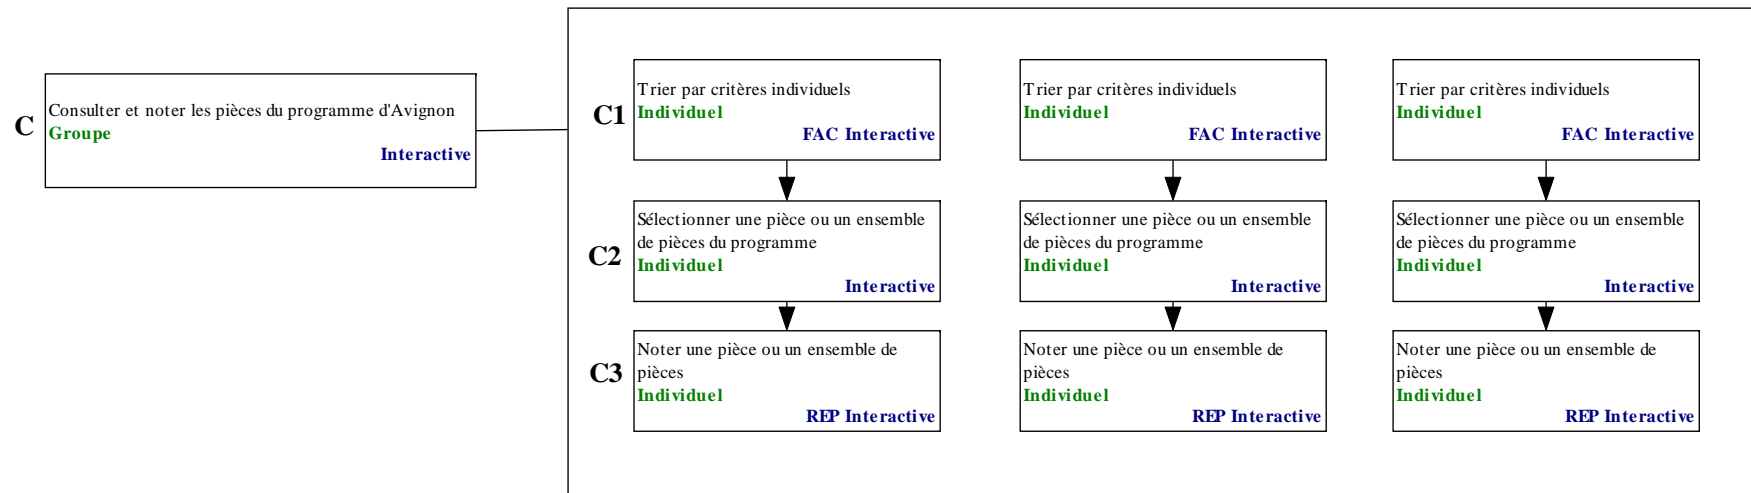 C
Consulter et noter les pièces du programme d'Avignon
Groupe
Interactive
C1
Trier par critères individuels
Individuel
FAC Interactive
Trier par critères individuels
Individuel
FAC Interactive
Trier par critères individuels
Individuel
FAC Interactive
C2
Sélectionner une pièce ou un ensemble
de pièces du programme
Individuel
Interactive
Sélectionner une pièce ou un ensemble
de pièces du programme
Individuel
Interactive
Sélectionner une pièce ou un ensemble
de pièces du programme
Individuel
Interactive
C3
Noter une pièce ou un ensemble de
pièces
Individuel
REP Interactive
Noter une pièce ou un ensemble de
pièces
Individuel
REP Interactive
Noter une pièce ou un ensemble de
pièces
Individuel
REP Interactive